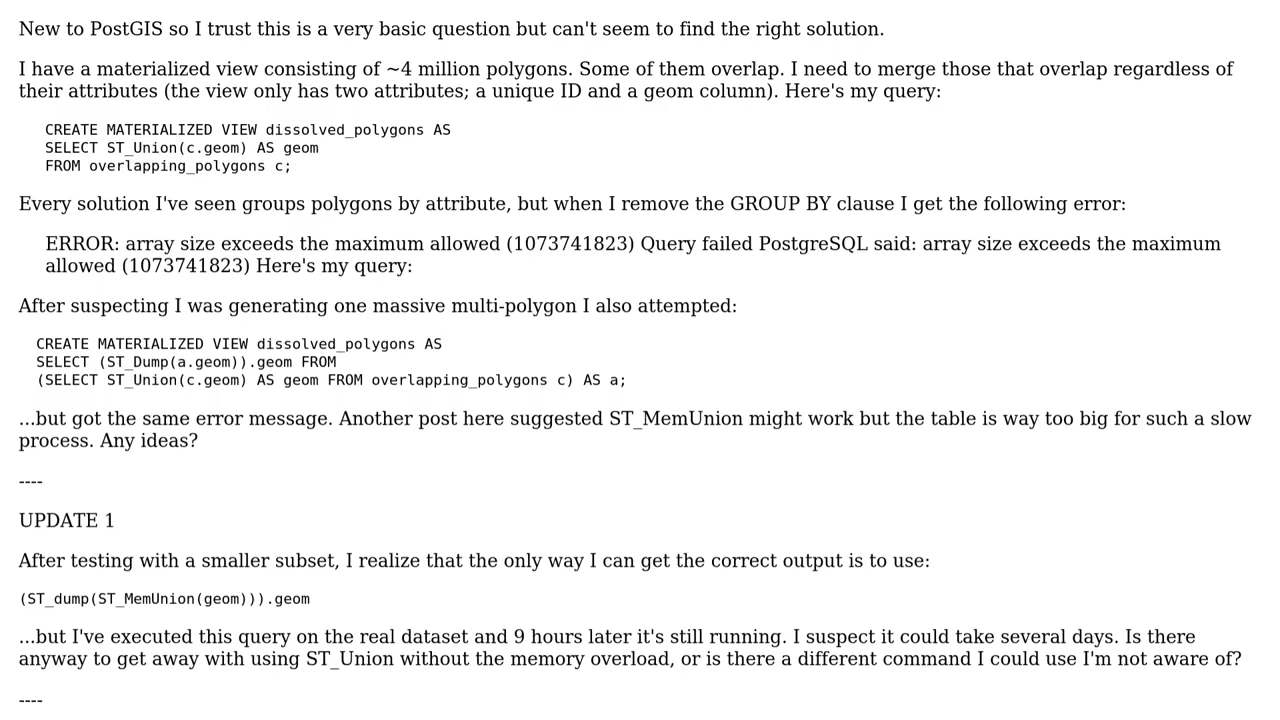 New to PostGIS so I trust this is a very basic question but can't seem to find the right solution.
I have a materialized view consisting of ~4 million polygons. Some of them overlap. I need to merge those that overlap regardless of
their attributes (the view only has two attributes; a unique ID and a geom column). Here's my query:
CREATE MATERIALIZED VIEW dissolved_polygons AS
SELECT ST_Union(c.geom) AS geom
FROM overlapping_polygons c;
Every solution I've seen groups polygons by attribute, but when I remove the GROUP BY clause I get the following error:
ERROR: array size exceeds the maximum allowed (1073741823) Query failed PostgreSQL said: array size exceeds the maximum
allowed (1073741823) Here's my query:
After suspecting I was generating one massive multi-polygon I also attempted:
CREATE MATERIALIZED VIEW dissolved_polygons AS
SELECT (ST_Dump(a.geom)).geom FROM
(SELECT ST_Union(c.geom) AS geom FROM overlapping_polygons c) AS a;
...but got the same error message. Another post here suggested ST_MemUnion might work but the table is way too big for such a slow
process. Any ideas?
----
UPDATE 1
After testing with a smaller subset, I realize that the only way I can get the correct output is to use:
(ST_dump(ST_MemUnion(geom))).geom
...but I've executed this query on the real dataset and 9 hours later it's still running. I suspect it could take several days. Is there
anyway to get away with using ST_Union without the memory overload, or is there a different command I could use I'm not aware of?
----